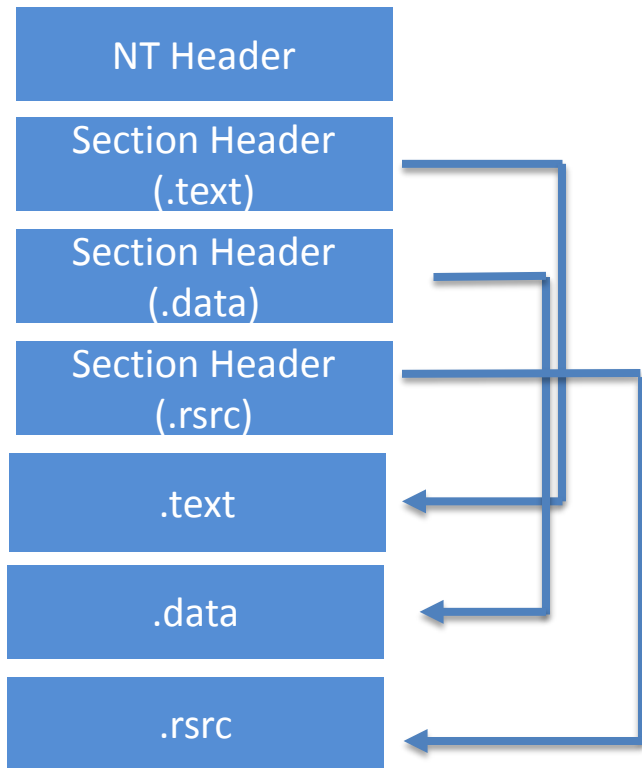 NT Header
Section Header
(.text)
Section Header
(.data)
Section Header
(.rsrc)
.text
.data
.rsrc